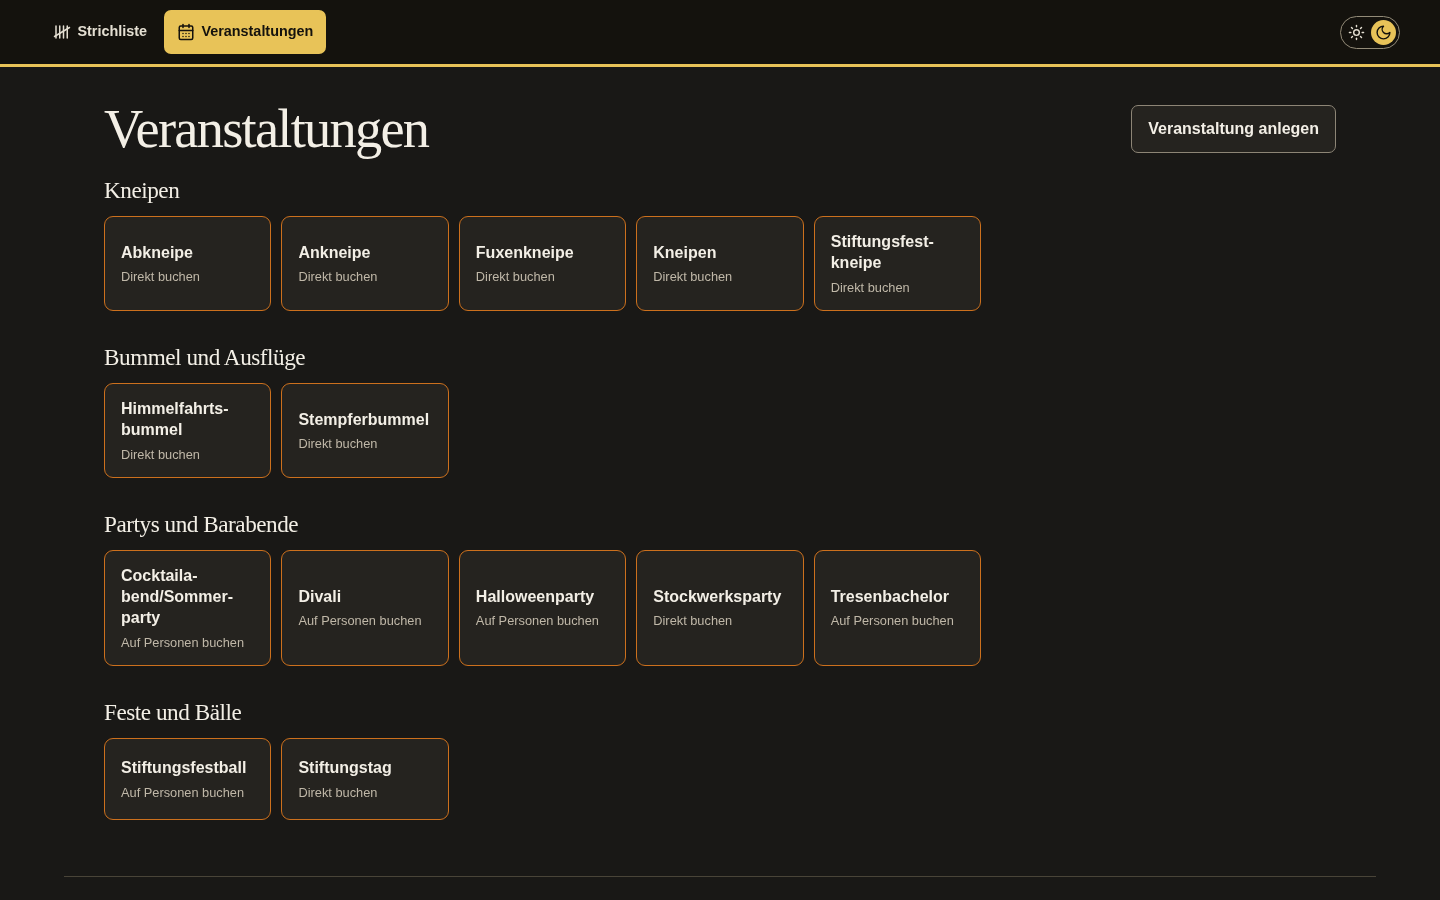 Strichliste
Veranstaltungen
Veranstaltungen
Veranstaltung anlegen
Kneipen
Abkneipe
Direkt buchen
Ankneipe
Direkt buchen
Fuxenkneipe
Direkt buchen
Kneipen
Direkt buchen
Stiftungsfest-
kneipe
Direkt buchen
Bummel und Ausflüge
Himmelfahrts-
bummel
Direkt buchen
Stempferbummel
Direkt buchen
Partys und Barabende
Cocktaila-
bend/Sommer-
party
Auf Personen buchen
Divali
Auf Personen buchen
Halloweenparty
Auf Personen buchen
Stockwerksparty
Direkt buchen
Tresenbachelor
Auf Personen buchen
Feste und Bälle
Stiftungsfestball
Auf Personen buchen
Stiftungstag
Direkt buchen